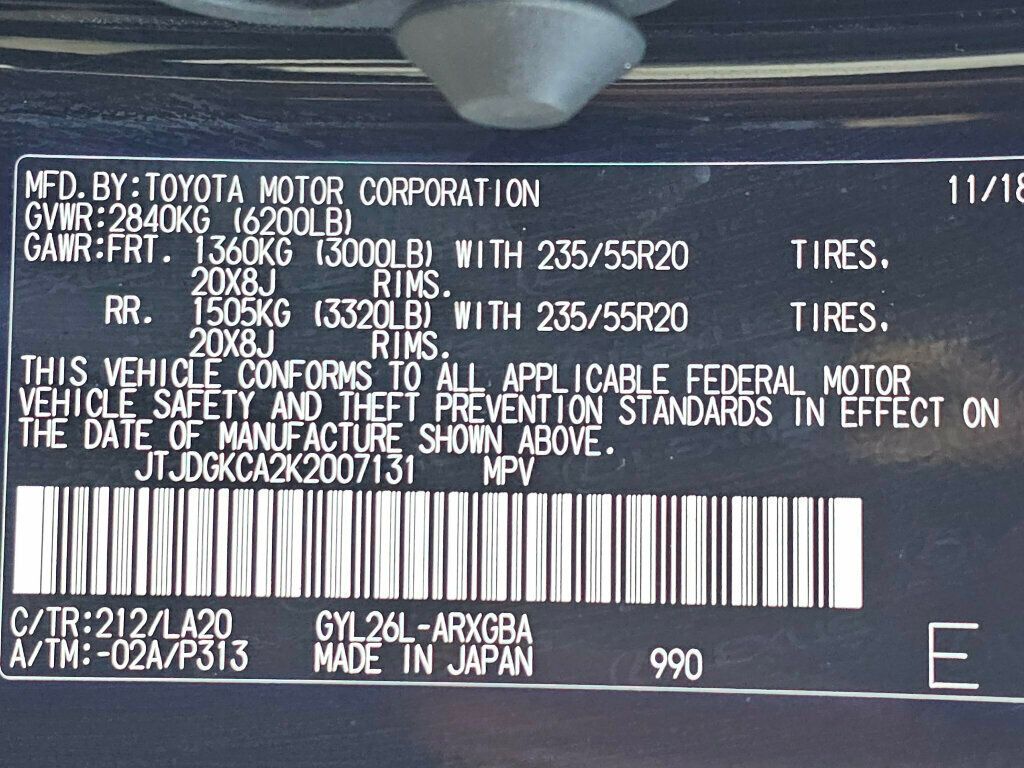 MFD.BY:TOYOTA MOTOR CORPORATION 11/18
GVWR:2840KG (6200LB)
GAWR:FRT. 1360KG (3000LB) WITH 235/55R20 TIRES.
20X8J RIMS.
RR. 1505KG (3320LB) WITH 235/55R20 TIRES.
20X8J RIMS.
THIS VEHICLE CONFORMS TO ALL APPLICABLE FEDERAL MOTOR
VEHICLE SAFETY AND THEFT PREVENTION STANDARDS IN EFFECT ON
THE DATE OF MANUFACTURE SHOWN ABOVE.
JTJDGKCA2K2007131 MPV
C/TR:212/LA20 GYL26L-ARXGBA
A/TM:-02A/P313 MADE IN JAPAN 990 E